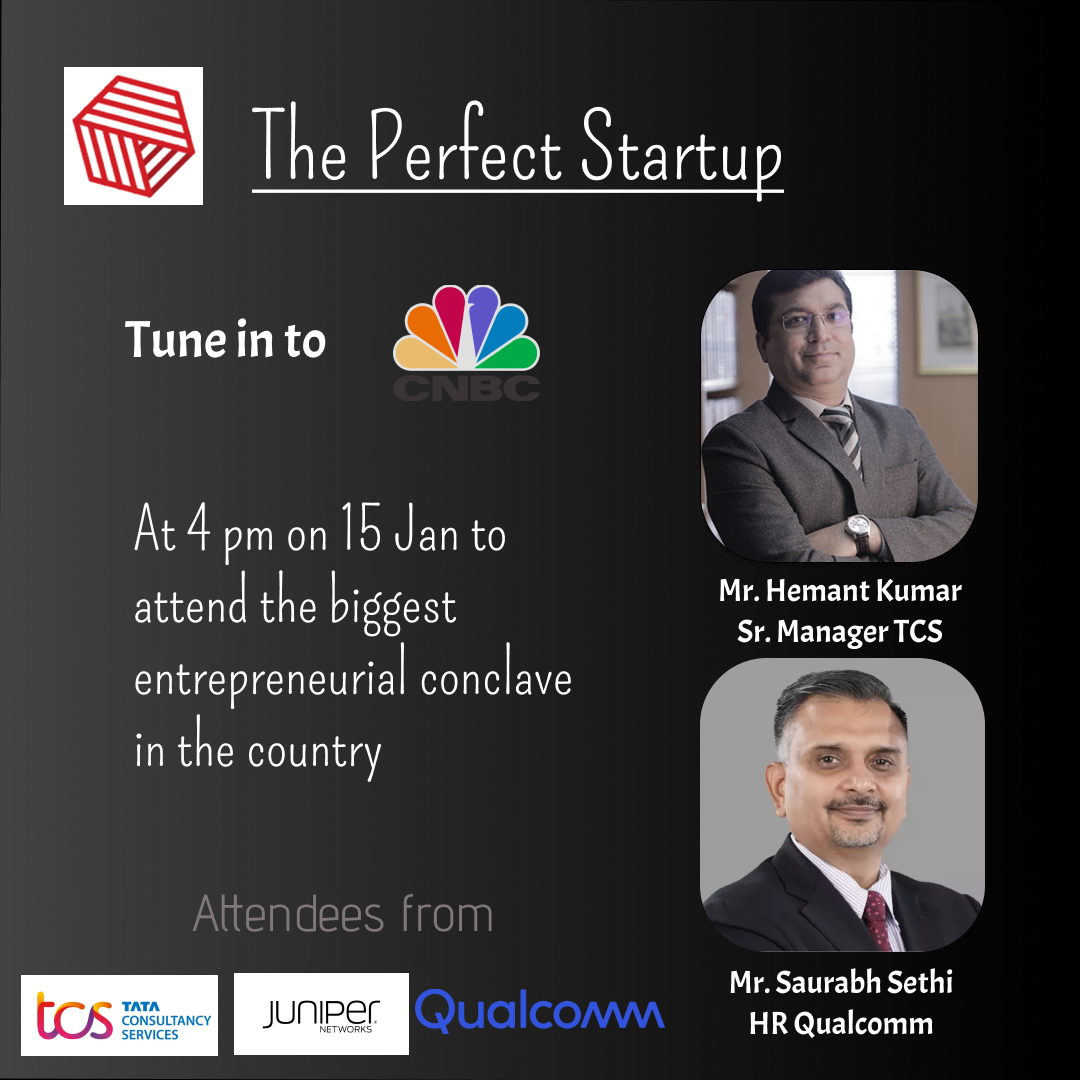 The Perfect Startup
Tune in to
CNBC
At 4 pm on 15 Jan to
attend the biggest
entrepreneurial conclave
in the country
Mr. Hemant Kumar
Sr. Manager TCS
Mr. Saurabh Sethi
HR Qualcomm
Attendees from
tcs TATA
CONSULTANCY
SERVICES
JUNIPER
NETWORKS
Qualcomm